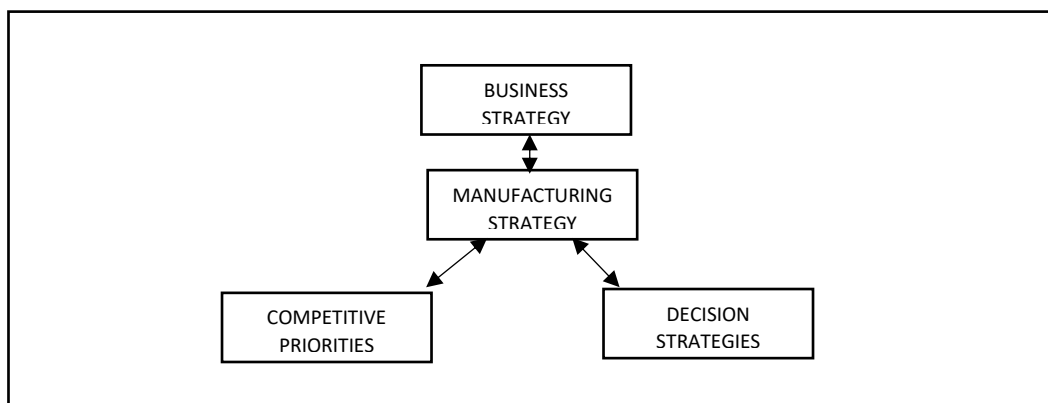 BUSINESS
STRATEGY
MANUFACTURING
STRATEGY
COMPETITIVE
PRIORITIES
DECISION
STRATEGIES